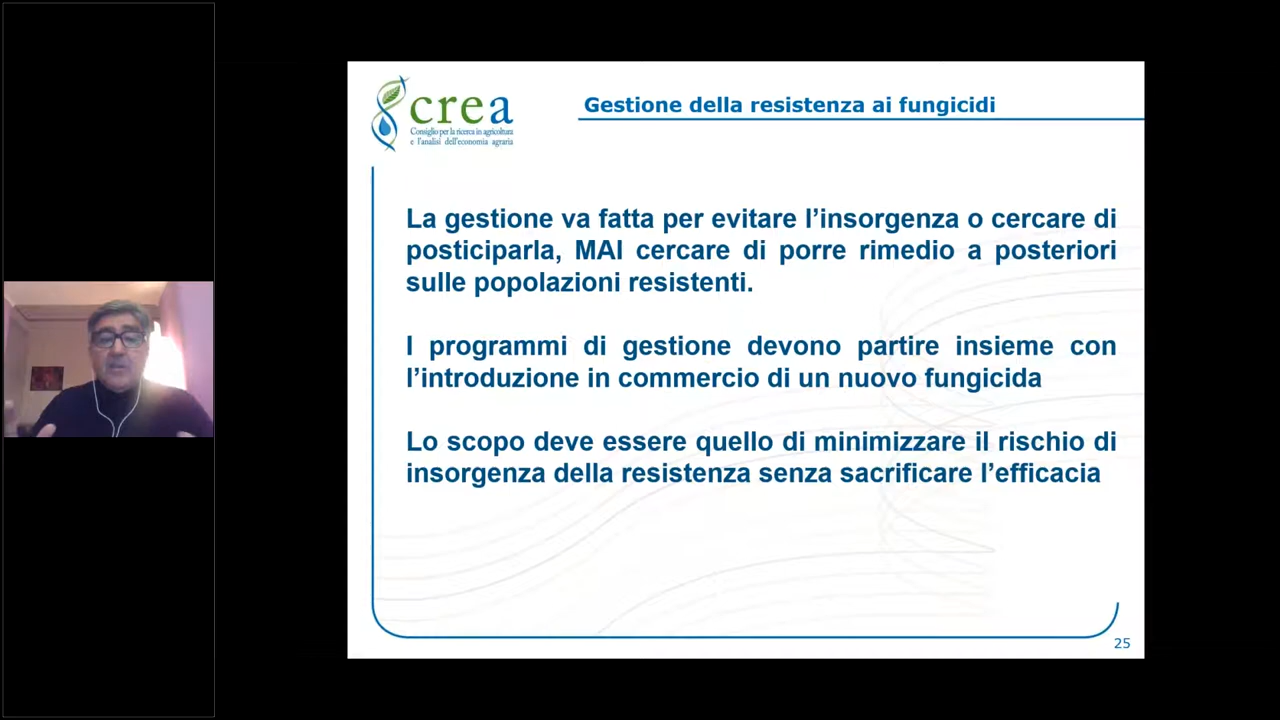 crea
Consiglio per la ricerca in agricoltura
e l'analisi dell'economia agraria
Gestione della resistenza ai fungicidi
La gestione va fatta per evitare l’insorgenza o cercare di
posticiparla, MAI cercare di porre rimedio a posteriori
sulle popolazioni resistenti.
I programmi di gestione devono partire insieme con
l’introduzione in commercio di un nuovo fungicida
Lo scopo deve essere quello di minimizzare il rischio di
insorgenza della resistenza senza sacrificare l’efficacia
25